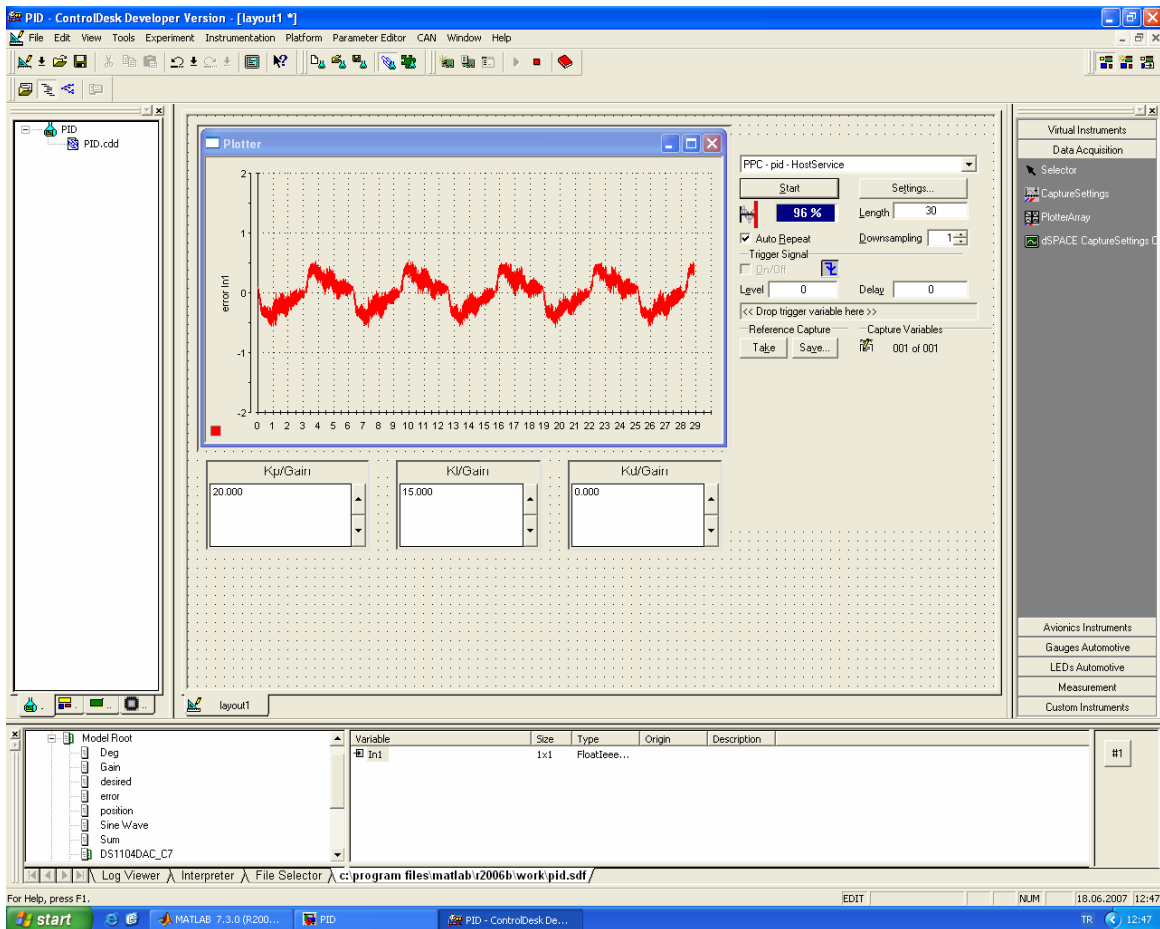 PID - ControlDesk Developer Version - [layout1 *]
File Edit View Tools Experiment Instrumentation Platform Parameter Editor CAN Window Help
PID
PID.cdd
Plotter
error In1
2
1
0
-1
-2
0 1 2 3 4 5 6 7 8 9 10 11 12 13 14 15 16 17 18 19 20 21 22 23 24 25 26 27 28 29
PPC - pid - HostService
Start Settings...
96 % Length 30
Auto Repeat Downsampling 1
Trigger Signal
On/Off
Level 0 Delay 0
<< Drop trigger variable here >>
Reference Capture Capture Variables
Take Save... 001 of 001
Kp/Gain KI/Gain Kd/Gain
20.000 15.000 0.000
Virtual Instruments
Data Acquisition
Selector
CaptureSettings
PlotterArray
dSPACE CaptureSettings C
Avionics Instruments
Gauges Automotive
LEDs Automotive
Measurement
Custom Instruments
layout1
Model Root
Deg
Gain
desired
error
position
Sine Wave
Sum
DS1104DAC_C7
Variable Size Type Origin Description
In1 1x1 FloatIeee...
#1
Log Viewer Interpreter File Selector c:\program files\matlab\r2006b\work\pid.sdf
For Help, press F1. EDIT NUM 18.06.2007 12:47
start MATLAB 7.3.0 (R200... PID PID - ControlDesk De... TR 12:47